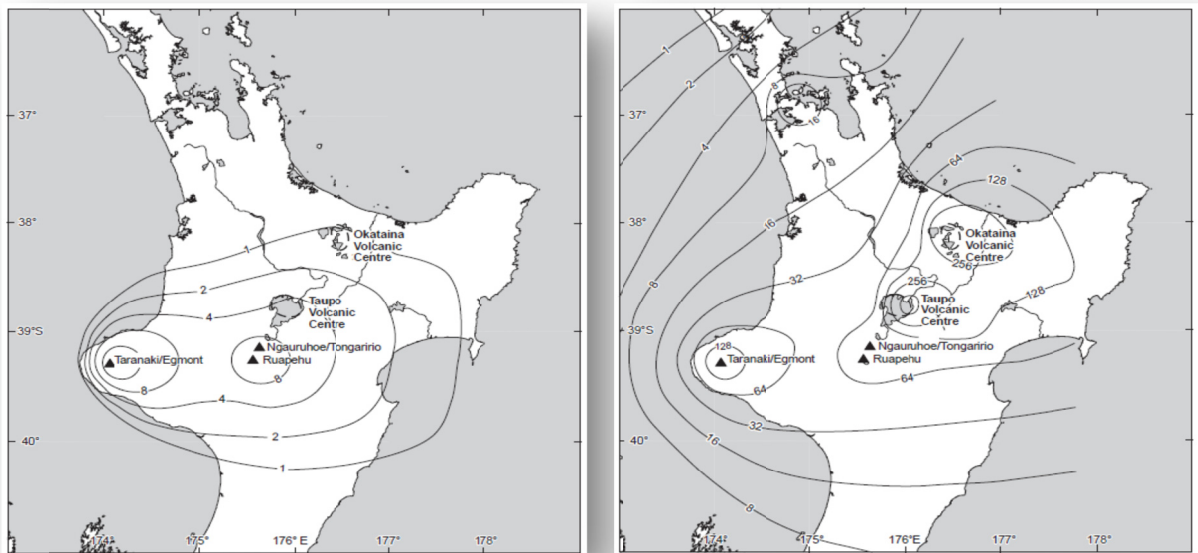 37°
38°
39°S
40°
174°
175°
176°E
177°
178°
1
2
4
8
8
4
2
1
Okataina
Volcanic
Centre
Taupo
Volcanic
Centre
Ngauruhoe/Tongaririo
Ruapehu
Taranaki/Egmont
37°
38°
39°S
40°
174°
175°
176°E
177°
178°
1
2
4
8
16
8
16
32
64
128
256
256
128
128
64
64
32
16
8
Okataina
Volcanic
Centre
Taupo
Volcanic
Centre
Ngauruhoe/Tongaririo
Ruapehu
Taranaki/Egmont